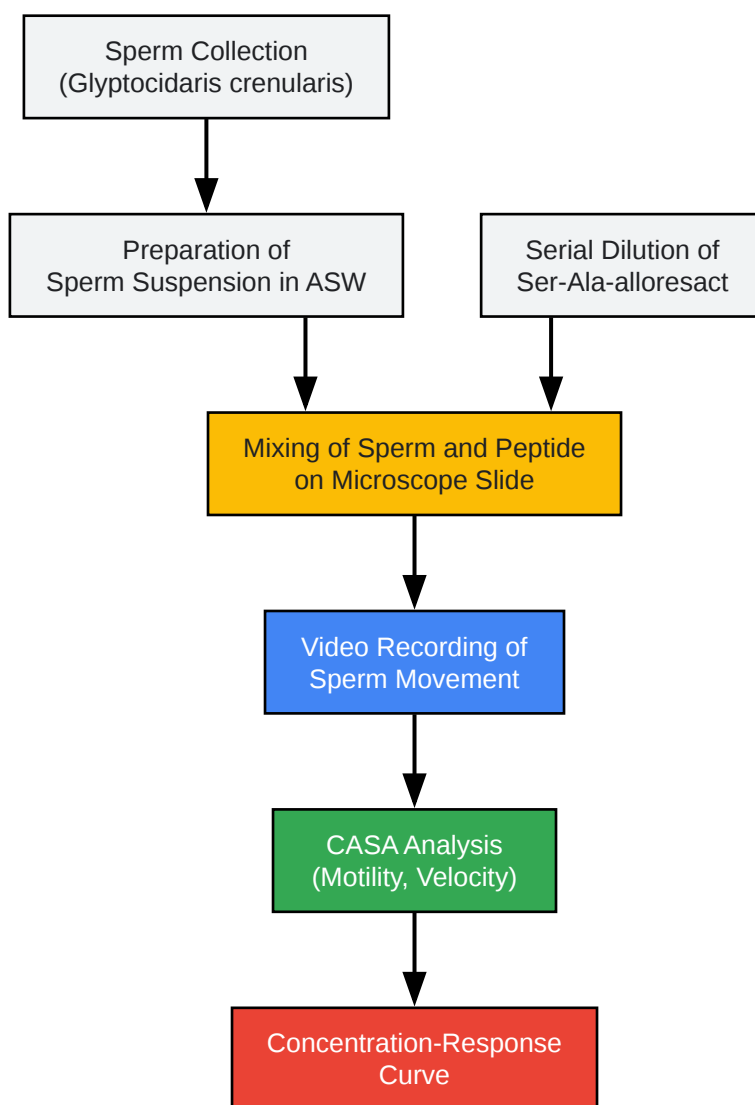 Sperm Collection
(Glyptocidaris crenularis)
Preparation of
Sperm Suspension in ASW
Serial Dilution of
Ser-Ala-alloresact
Mixing of Sperm and Peptide
on Microscope Slide
Video Recording of
Sperm Movement
CASA Analysis
(Motility, Velocity)
Concentration-Response
Curve